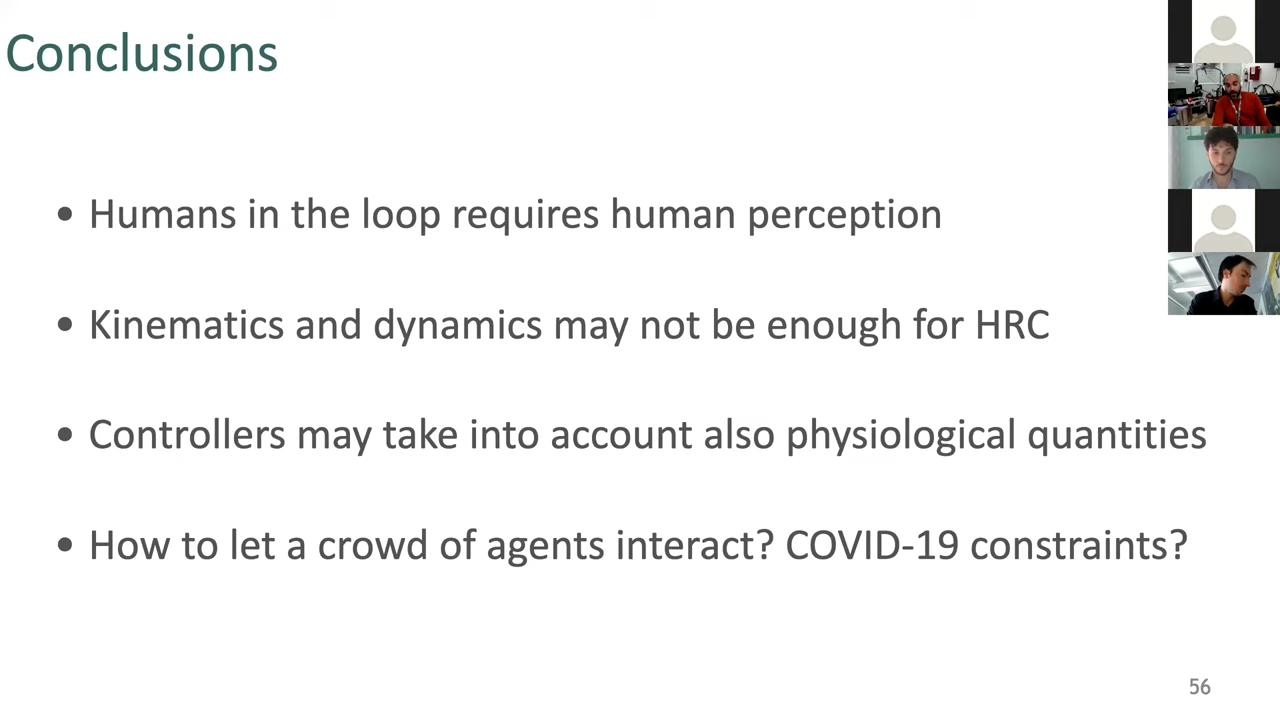 Conclusions
• Humans in the loop requires human perception
• Kinematics and dynamics may not be enough for HRC
• Controllers may take into account also physiological quantities
• How to let a crowd of agents interact? COVID-19 constraints?
56